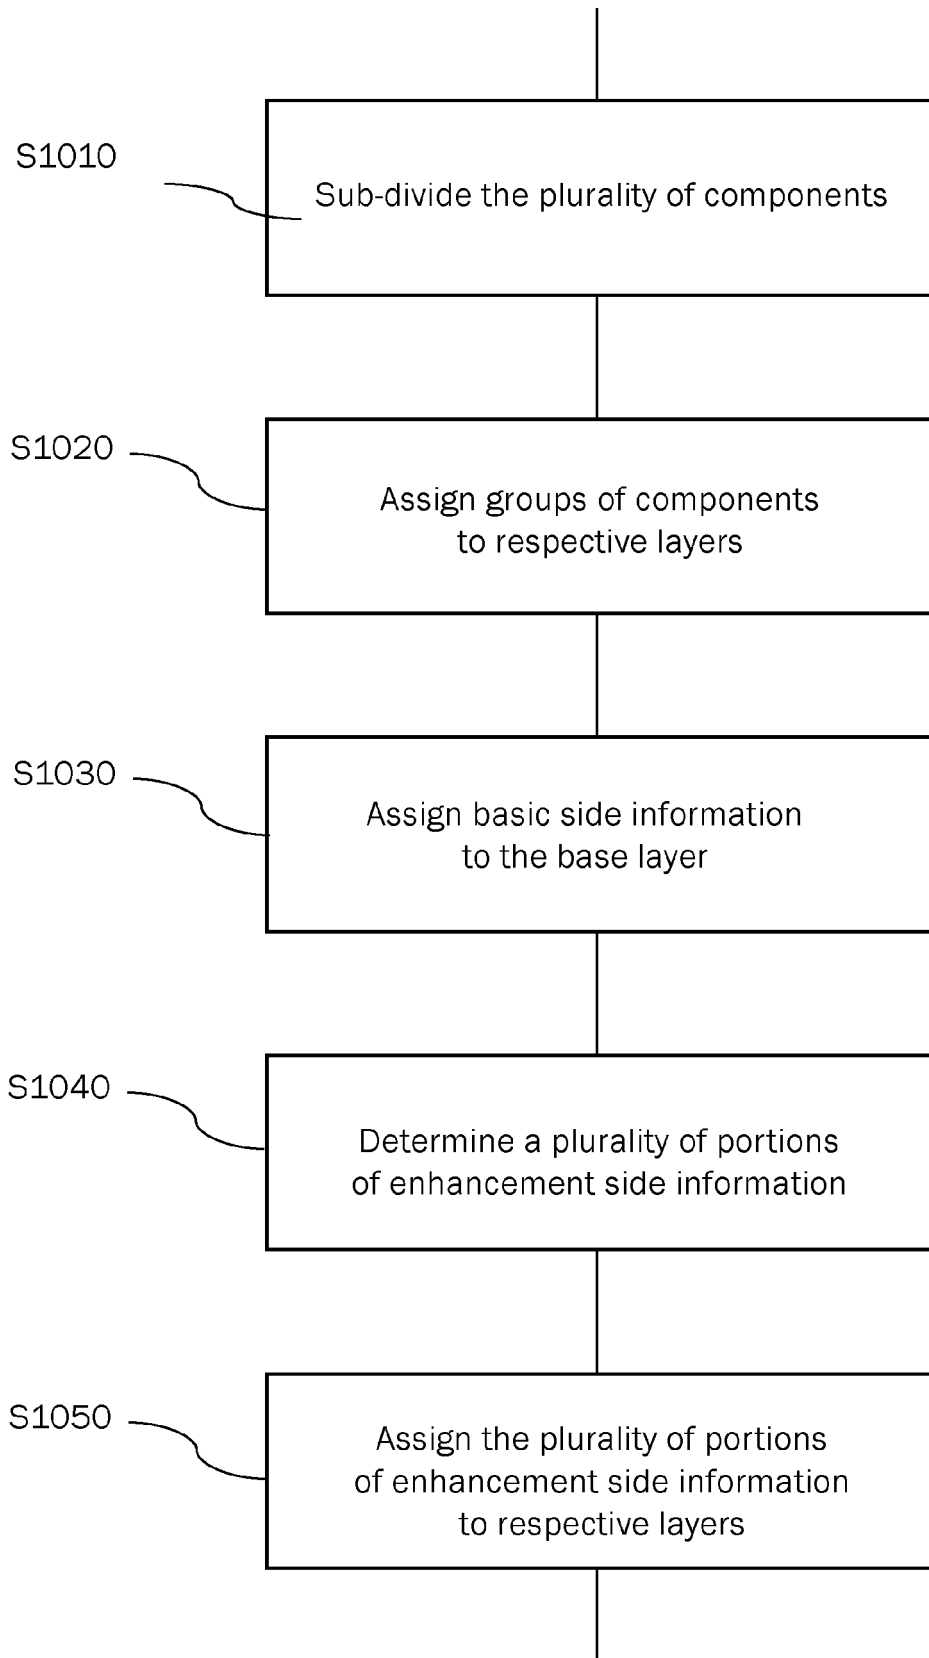 S1010
Sub-divide the plurality of components
S1020
Assign groups of components
to respective layers
S1030
Assign basic side information
to the base layer
S1040
Determine a plurality of portions
of enhancement side information
S1050
Assign the plurality of portions
of enhancement side information
to respective layers